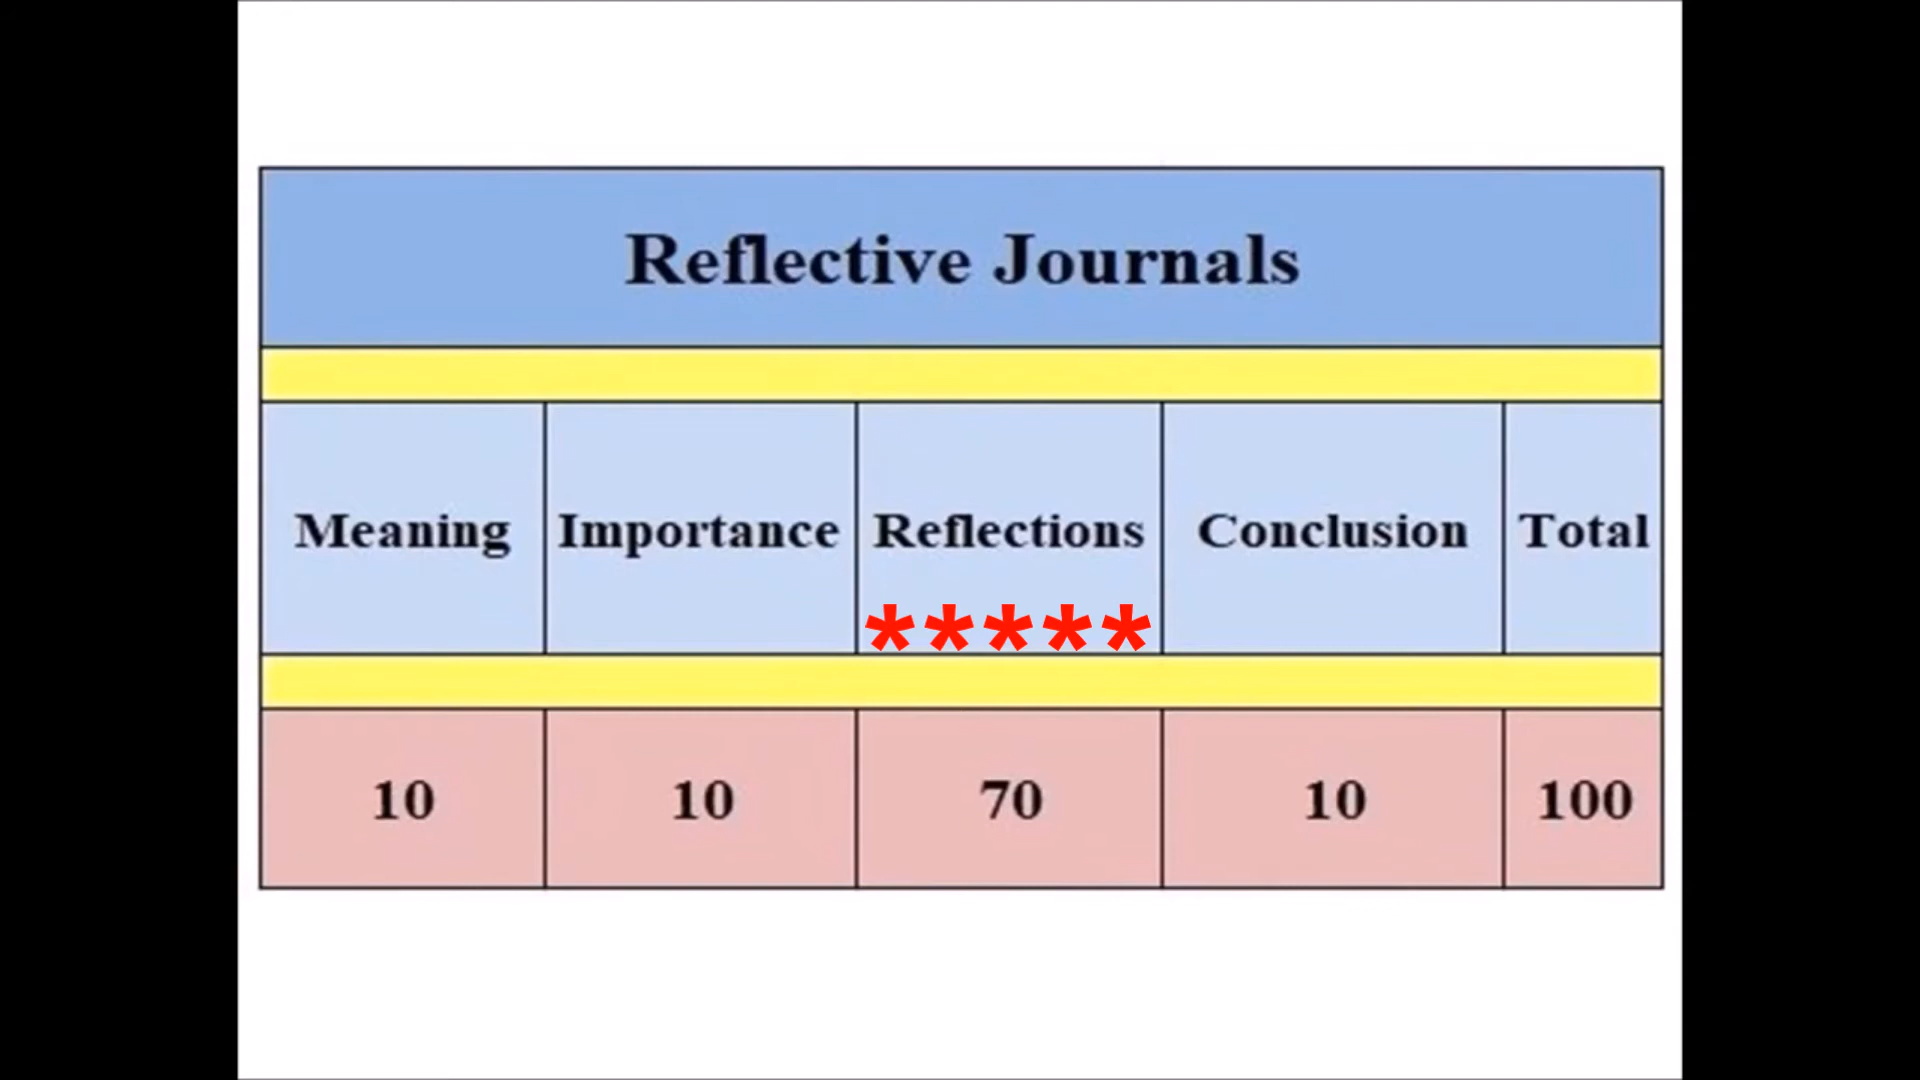 Reflective Journals
Meaning Importance Reflections Conclusion Total
*****
10 10 70 10 100